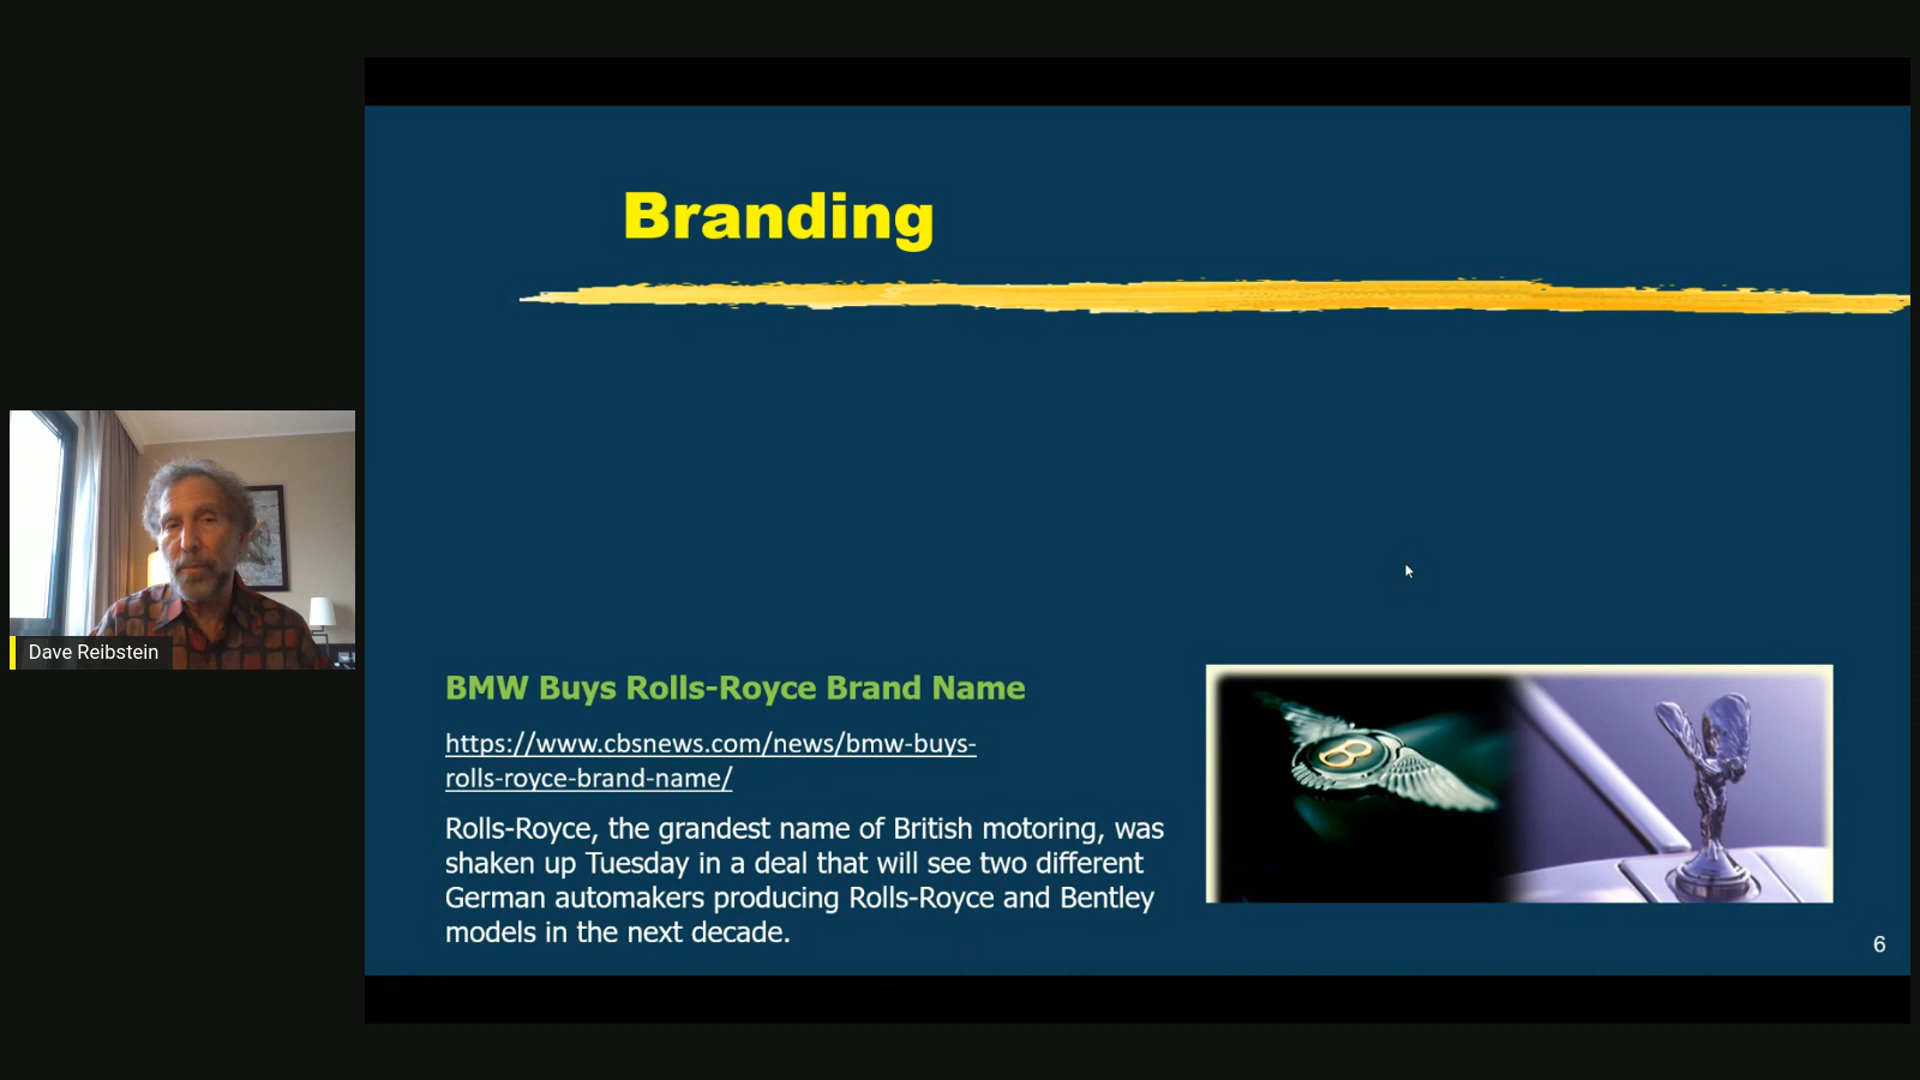 Branding
Dave Reibstein
BMW Buys Rolls-Royce Brand Name
https://www.cbsnews.com/news/bmw-buys-
rolls-royce-brand-name/
Rolls-Royce, the grandest name of British motoring, was
shaken up Tuesday in a deal that will see two different
German automakers producing Rolls-Royce and Bentley
models in the next decade.
B
6